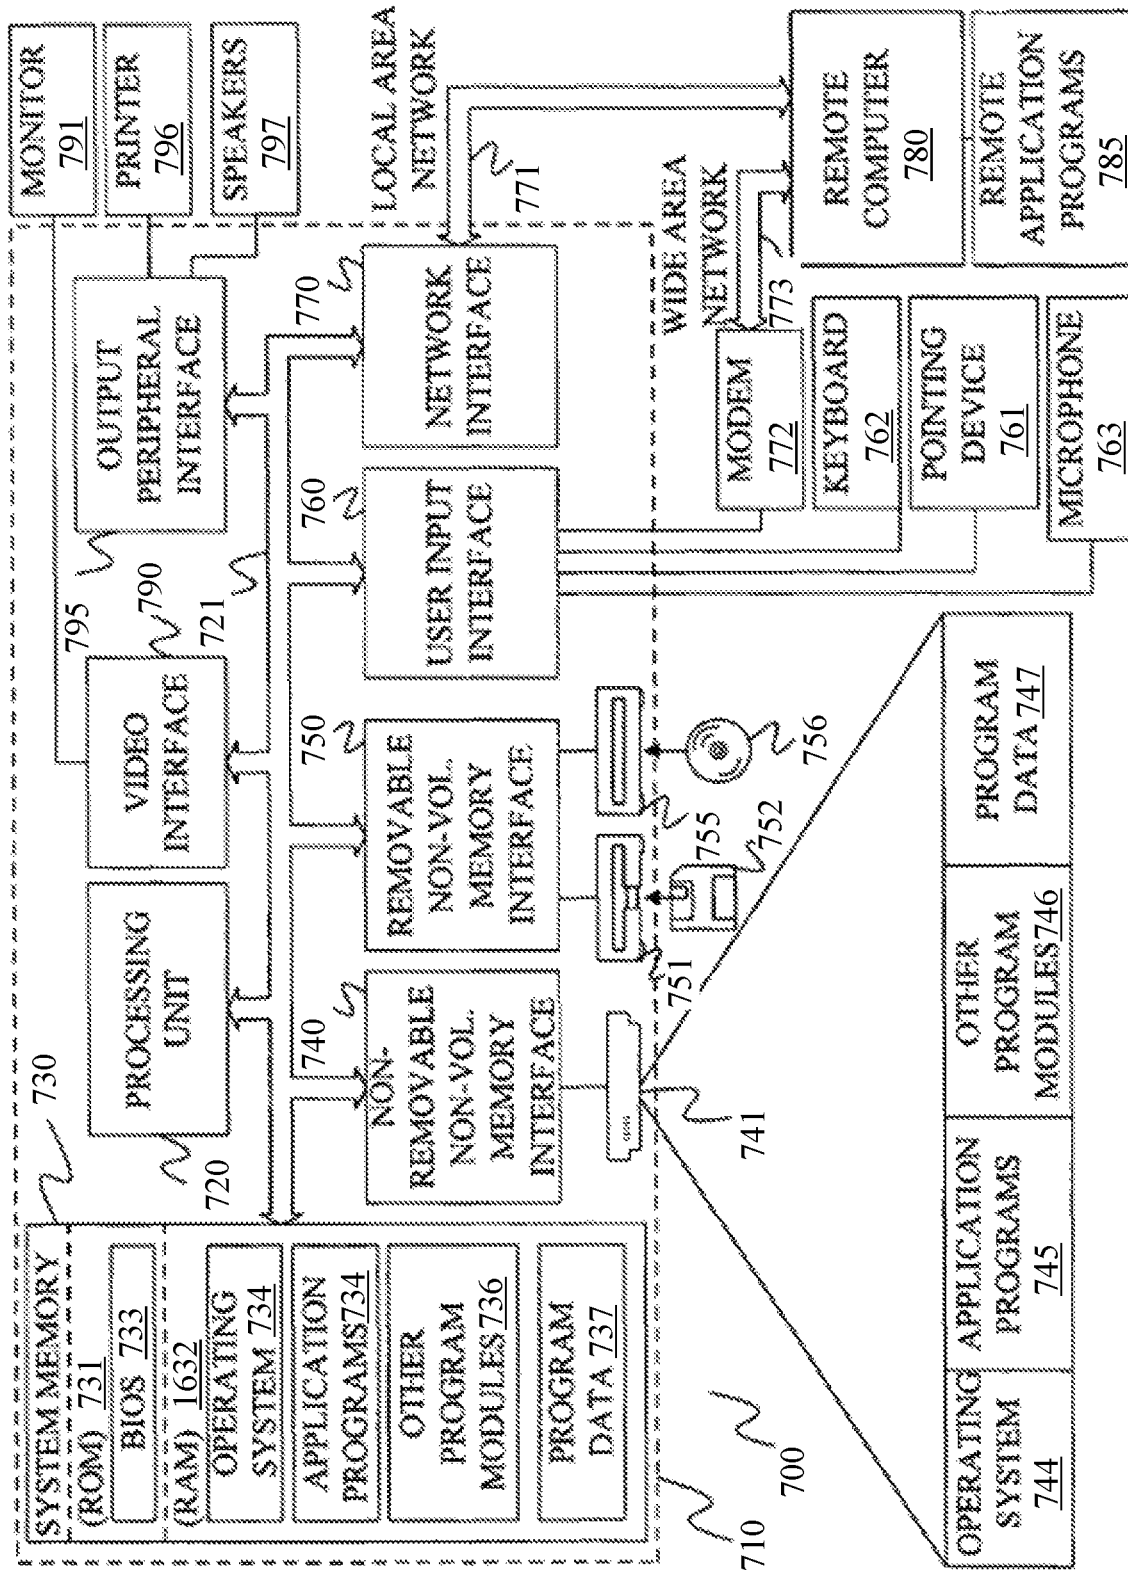 SYSTEM MEMORY
(ROM) 731
BIOS 733
(RAM) 1632
OPERATING
SYSTEM 734
APPLICATION
PROGRAMS734
OTHER
PROGRAM
MODULES736
PROGRAM
DATA 737
730
720
PROCESSING
UNIT
VIDEO
INTERFACE
790
795
721
OUTPUT
PERIPHERAL
INTERFACE
MONITOR
791
PRINTER
796
SPEAKERS
797
740
NON-
REMOVABLE
NON-VOL.
MEMORY
INTERFACE
750
REMOVABLE
NON-VOL.
MEMORY
INTERFACE
760
USER INPUT
INTERFACE
770
NETWORK
INTERFACE
LOCAL AREA
NETWORK
771
WIDE AREA
NETWORK
773
741
751
755
752
756
MODEM
772
KEYBOARD
762
POINTING
DEVICE
761
MICROPHONE
763
REMOTE
COMPUTER
780
REMOTE
APPLICATION
PROGRAMS
785
710
700
OPERATING
SYSTEM
744
APPLICATION
PROGRAMS
745
OTHER
PROGRAM
MODULES746
PROGRAM
DATA 747